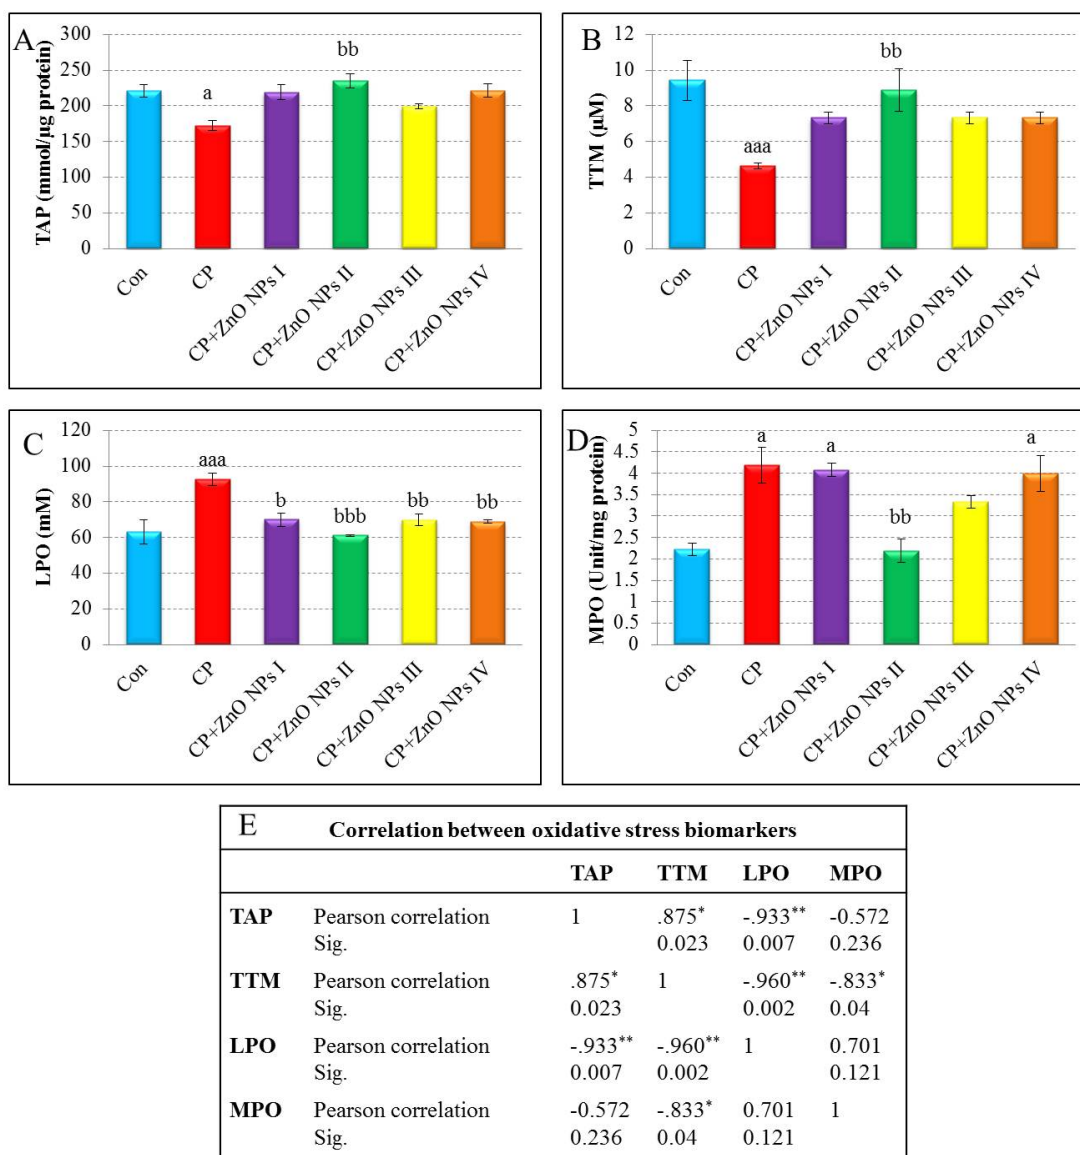 A
TAP (mmol/µg protein)
300
250
200
150
100
50
0
a
bb
Con
CP
CP+ZnO NPs I
CP+ZnO NPs II
CP+ZnO NPs III
CP+ZnO NPs IV
B
TTM (µM)
12
10
8
6
4
2
0
aaa
bb
Con
CP
CP+ZnO NPs I
CP+ZnO NPs II
CP+ZnO NPs III
CP+ZnO NPs IV
C
LPO (mM)
120
100
80
60
40
20
0
aaa
b
bbb
bb
bb
Con
CP
CP+ZnO NPs I
CP+ZnO NPs II
CP+ZnO NPs III
CP+ZnO NPs IV
D
MPO (Unit/mg protein)
5
4.5
4
3.5
3
2.5
2
1.5
1
0.5
0
a
a
bb
a
Con
CP
CP+ZnO NPs I
CP+ZnO NPs II
CP+ZnO NPs III
CP+ZnO NPs IV
E Correlation between oxidative stress biomarkers
TAP TTM LPO MPO
TAP Pearson correlation 1 .875* -.933** -0.572
Sig. 0.023 0.007 0.236
TTM Pearson correlation .875* 1 -.960** -.833*
Sig. 0.023 0.002 0.04
LPO Pearson correlation -.933** -.960** 1 0.701
Sig. 0.007 0.002 0.121
MPO Pearson correlation -0.572 -.833* 0.701 1
Sig. 0.236 0.04 0.121